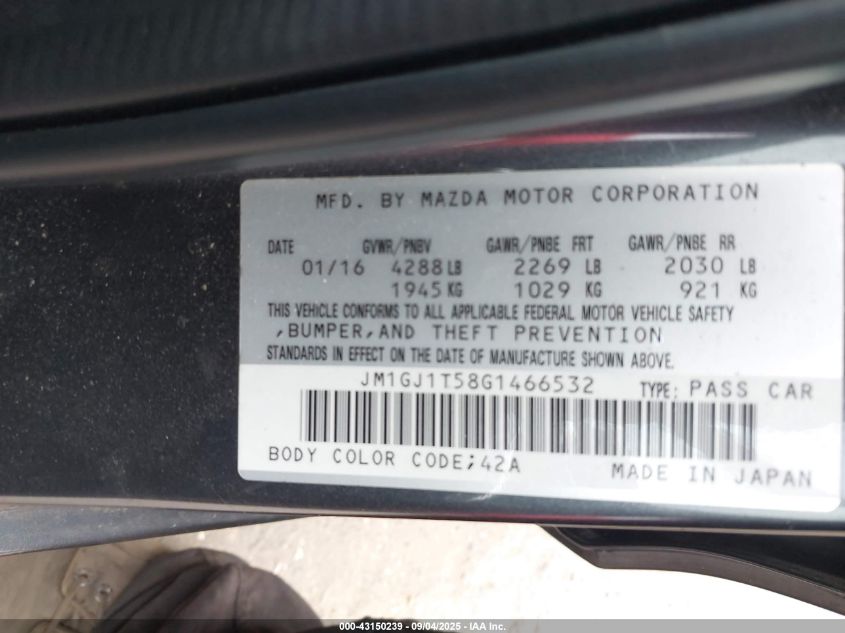 MFD. BY MAZDA MOTOR CORPORATION
DATE GVWR/PNBV GAWR/PNBE FRT GAWR/PNBE RR
01/16 4288 LB 2269 LB 2030 LB
1945 KG 1029 KG 921 KG
THIS VEHICLE CONFORMS TO ALL APPLICABLE FEDERAL MOTOR VEHICLE SAFETY
,BUMPER,AND THEFT PREVENTION
STANDARDS IN EFFECT ON THE DATE OF MANUFACTURE SHOWN ABOVE.
JM1GJ1T58G1466532 TYPE: PASS CAR
BODY COLOR CODE;42A
MADE IN JAPAN
000-43150239 - 09/04/2025 - IAA Inc.